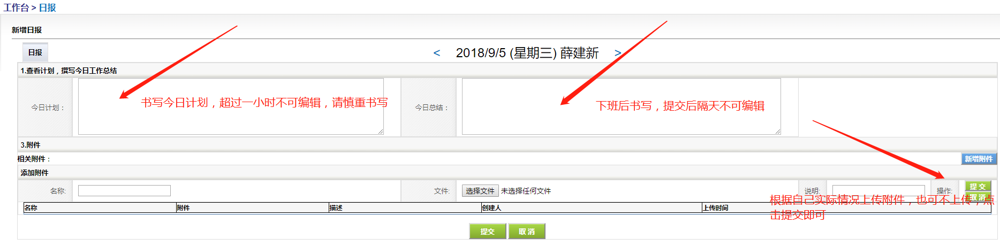 工作台 > 日报
新增日报
日报
< 2018/9/5 (星期三) 薛建新 >
1.查看计划，撰写今日工作总结
今日计划：
书写今日计划，超过一小时不可编辑，请慎重书写
今日总结：
下班后书写，提交后隔天不可编辑
3.附件
相关附件：
新增附件
添加附件
名称:
文件: 选择文件 未选择任何文件
说明:
操作:
提 交
取 消
根据自己实际情况上传附件，也可不上传，点
击提交即可
名称 附件 描述 创建人 上传时间
提交 取 消